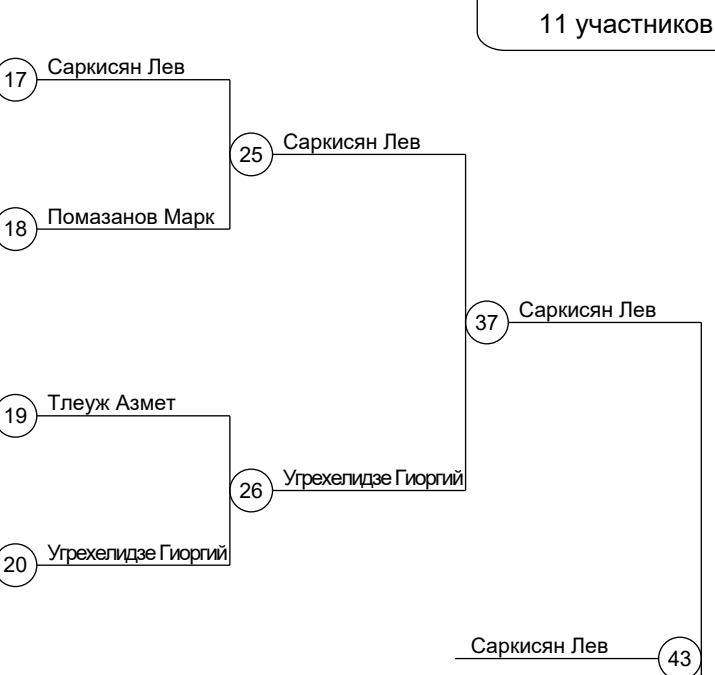 11 участников
17 Саркисян Лев
25 Саркисян Лев
18 Помазанов Марк
37 Саркисян Лев
19 Тлеуж Азмет
26 Угрехелидзе Гиоргий
20 Угрехелидзе Гиоргий
Саркисян Лев 43